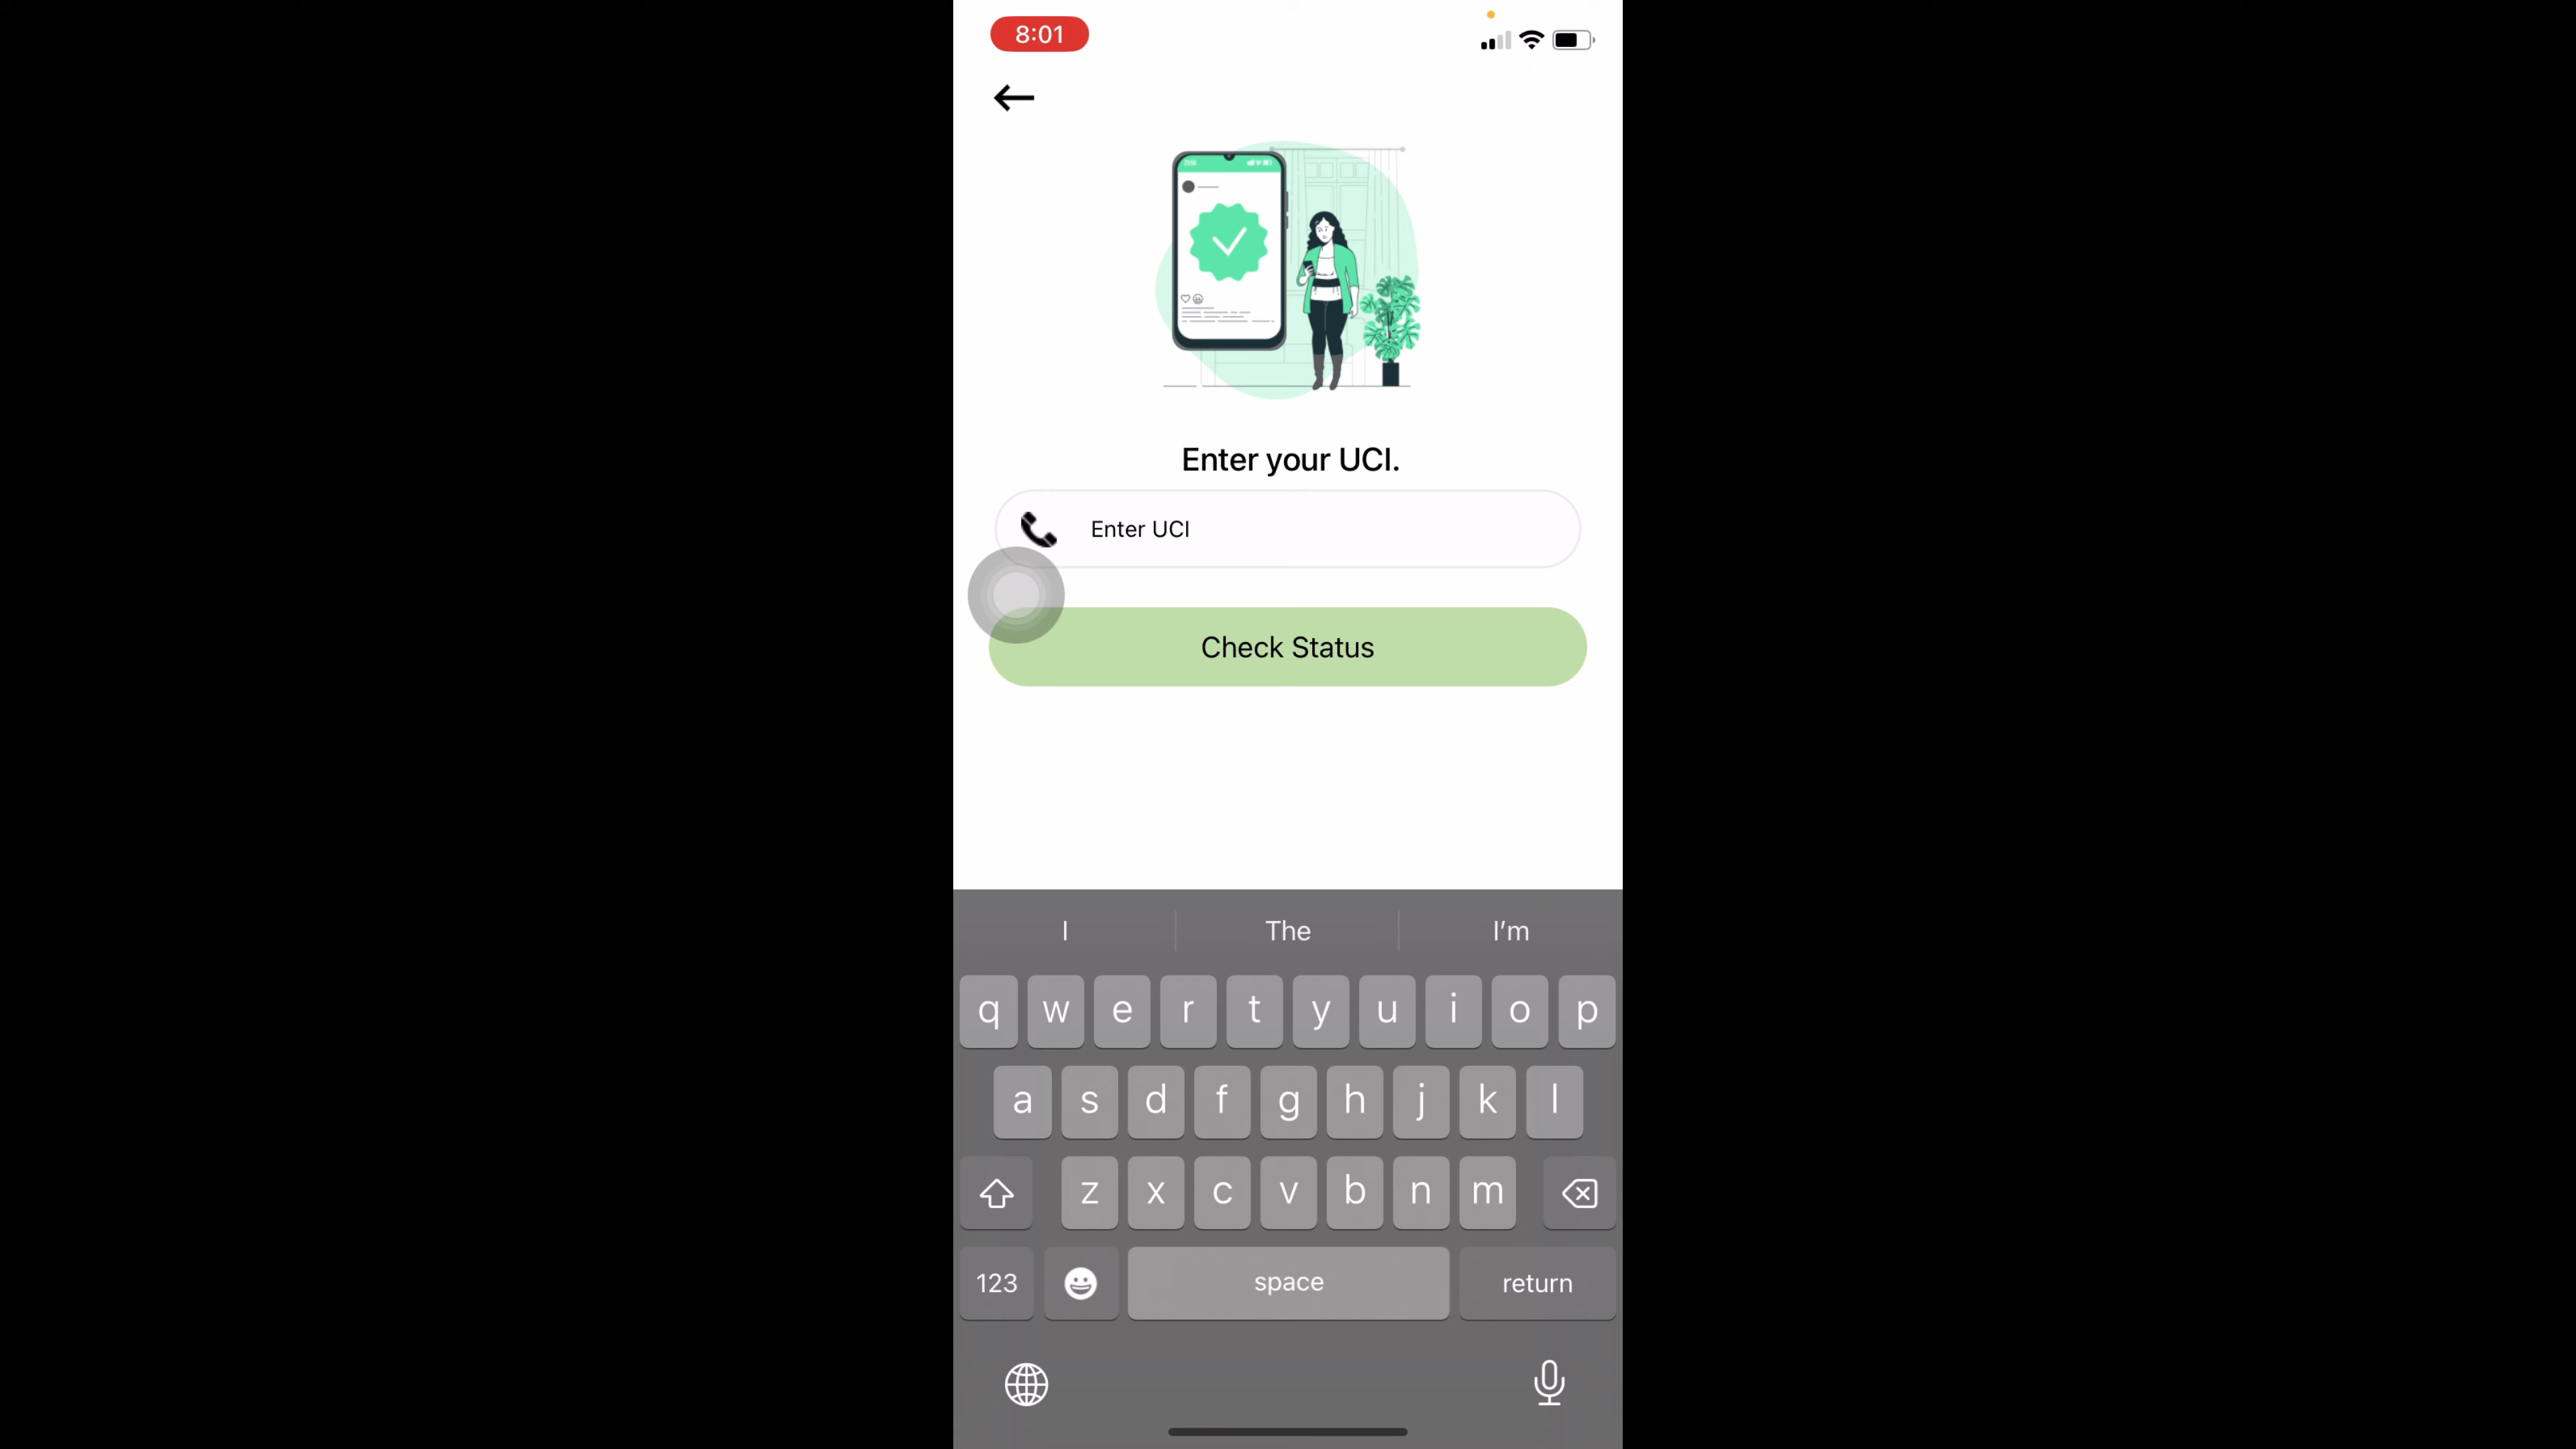 8:01
Enter your UCI.
Enter UCI
Check Status
I The I'm
q w e r t y u i o p
a s d f g h j k l
z x c v b n m
123 space return